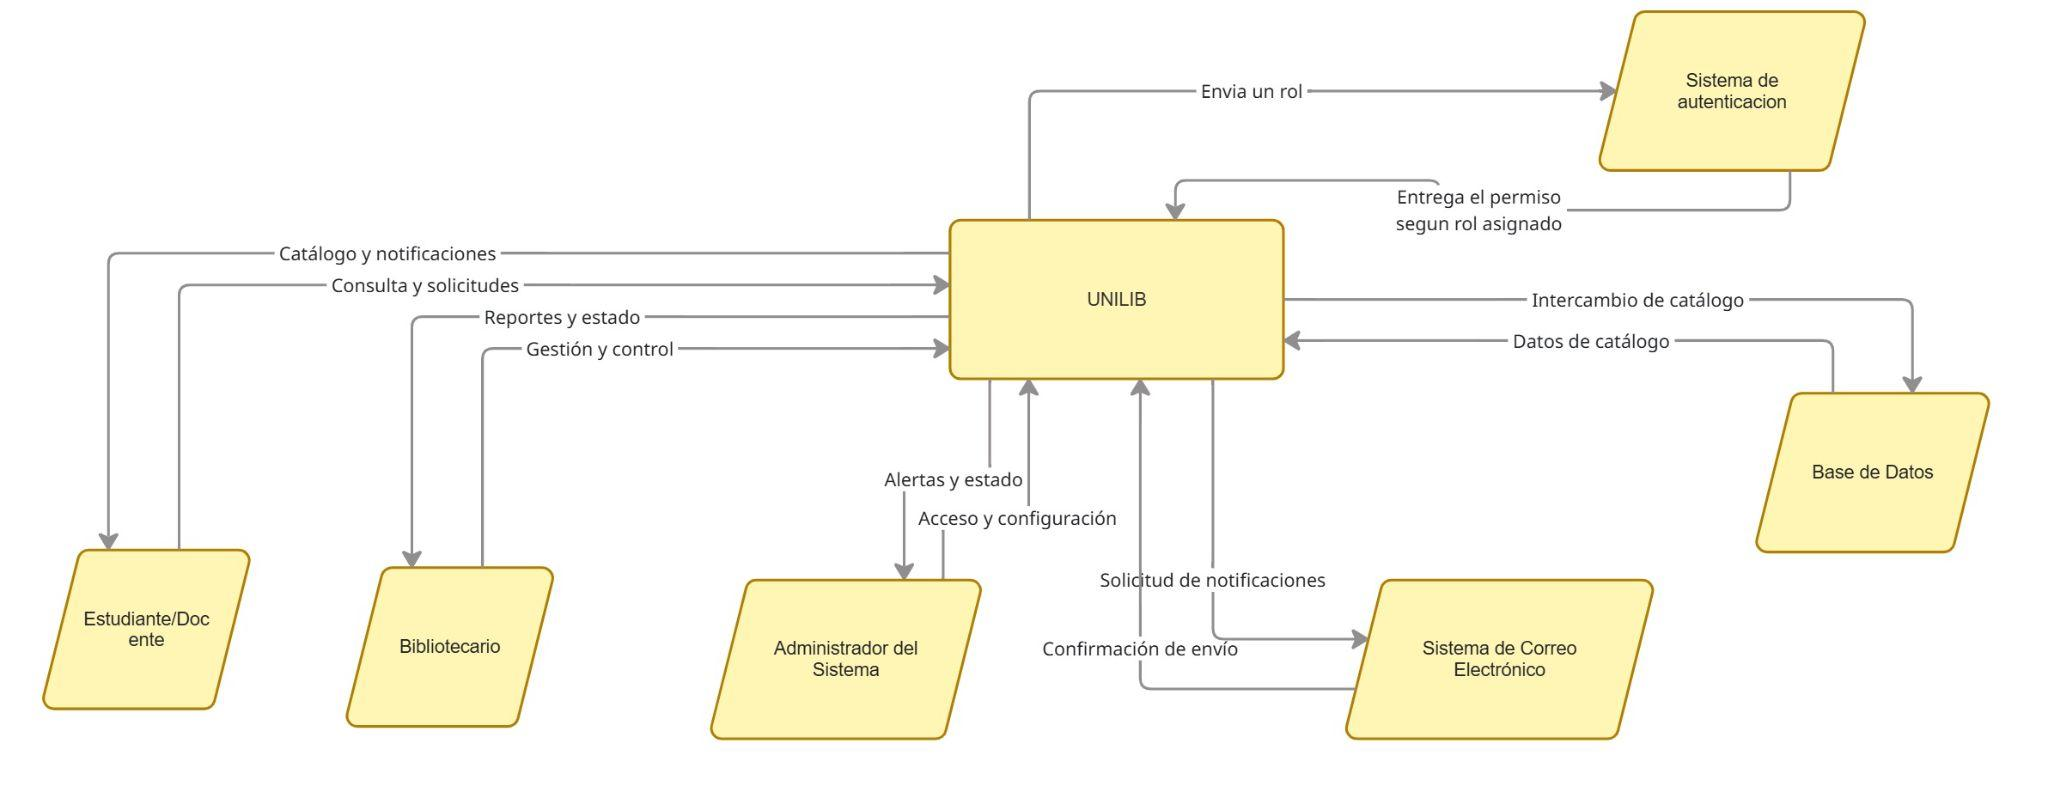 Sistema de
autenticacion
Envia un rol
Entrega el permiso
segun rol asignado
Catálogo y notificaciones
Consulta y solicitudes
Reportes y estado
Gestión y control
UNILIB
Intercambio de catálogo
Datos de catálogo
Base de Datos
Alertas y estado
Acceso y configuración
Solicitud de notificaciones
Confirmación de envío
Estudiante/Doc
ente
Bibliotecario
Administrador del
Sistema
Sistema de Correo
Electrónico